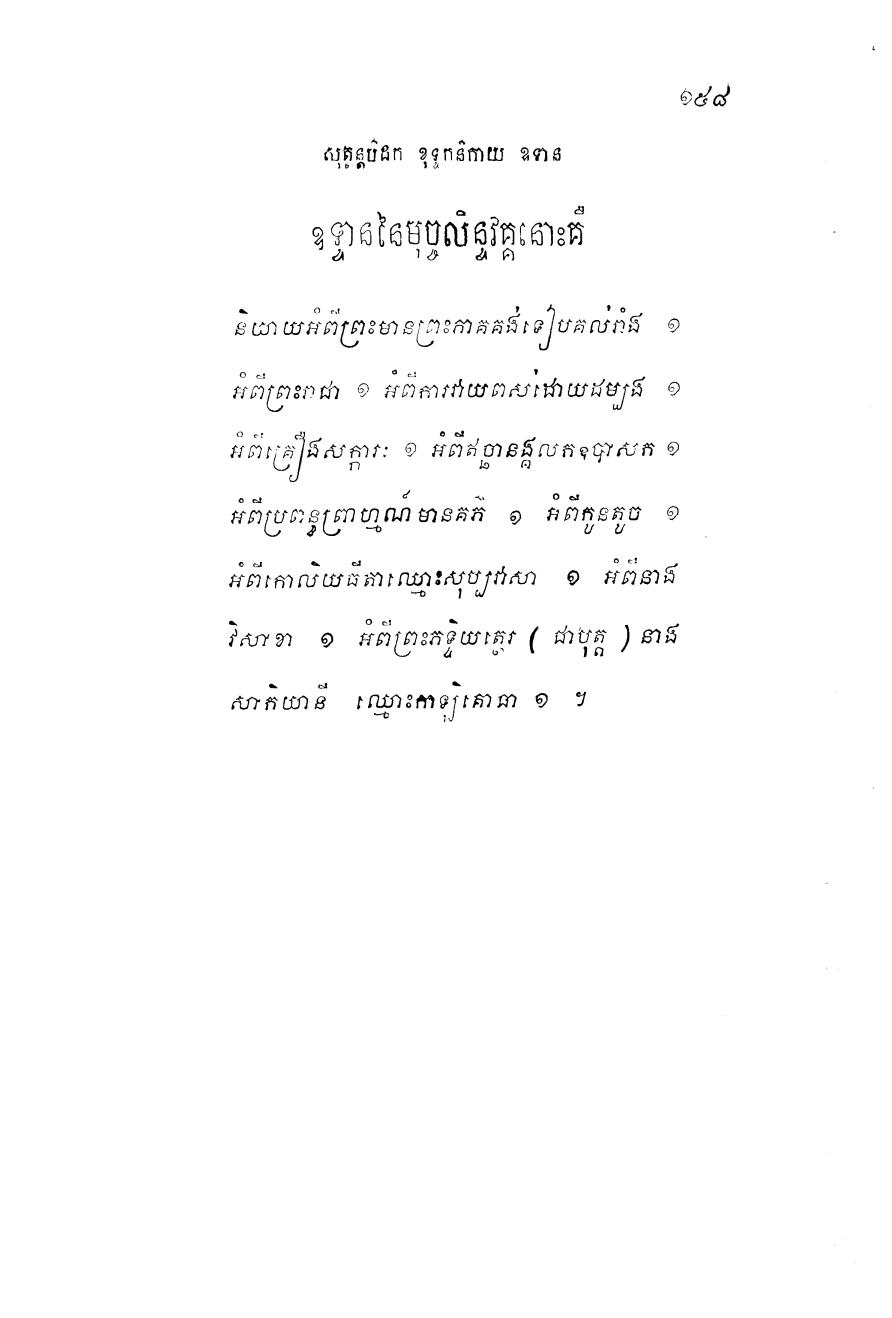 ១៥៨
សុត្តន្តបិដក ខុទ្ទកនិកាយ ឧទាន
ឧទ្ទាននៃមុច្ចលិន្ទវគ្គនោះគឺ
និយាយអំពីព្រះមានព្រះភាគគង់ទៀបគល់រាំង ១
អំពីព្រះរាជា ១ អំពីការវាយពស់ដោយដម្បង ១
អំពីគ្រឿងសក្ការៈ ១ អំពីឥច្ឆានង្គលកឧបាសក ១
អំពីប្រពន្ធព្រាហ្មណ៍មានគភ៌ ១ អំពីកូនតូច ១
អំពីកោលិយធីតាឈ្មោះសុប្បវាសា ១ អំពីនាង
វិសាខា ១ អំពីព្រះភទ្ទិយត្ថេរ ( ជាបុត្ត ) នាង
សាកិយានី ឈ្មោះកាឡិគោធា ១ ។